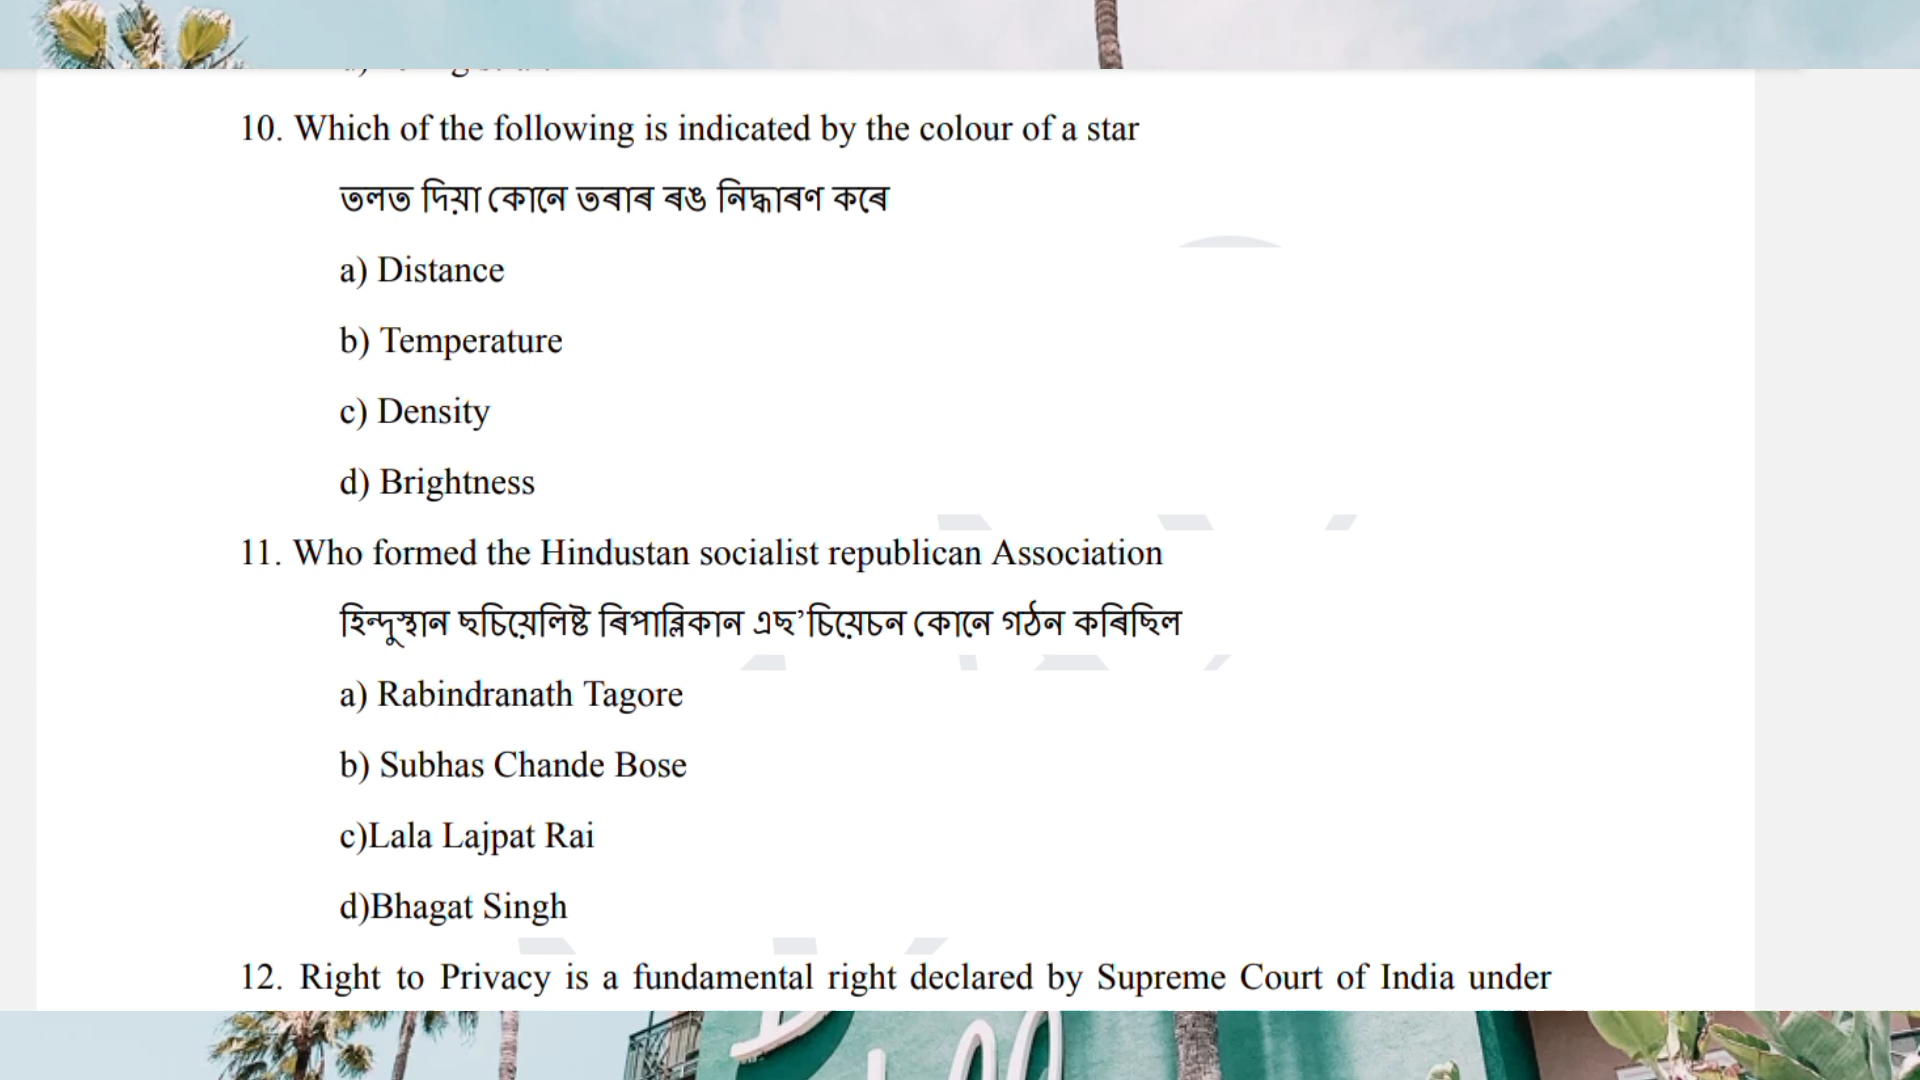 10. Which of the following is indicated by the colour of a star
তলত দিয়া কোনে তৰাৰ ৰঙ নিদ্ধাৰণ কৰে
a) Distance
b) Temperature
c) Density
d) Brightness
11. Who formed the Hindustan socialist republican Association
হিন্দুস্থান ছচিয়েলিষ্ট ৰিপাব্লিকান এছ’চিয়েচন কোনে গঠন কৰিছিল
a) Rabindranath Tagore
b) Subhas Chande Bose
c)Lala Lajpat Rai
d)Bhagat Singh
12. Right to Privacy is a fundamental right declared by Supreme Court of India under